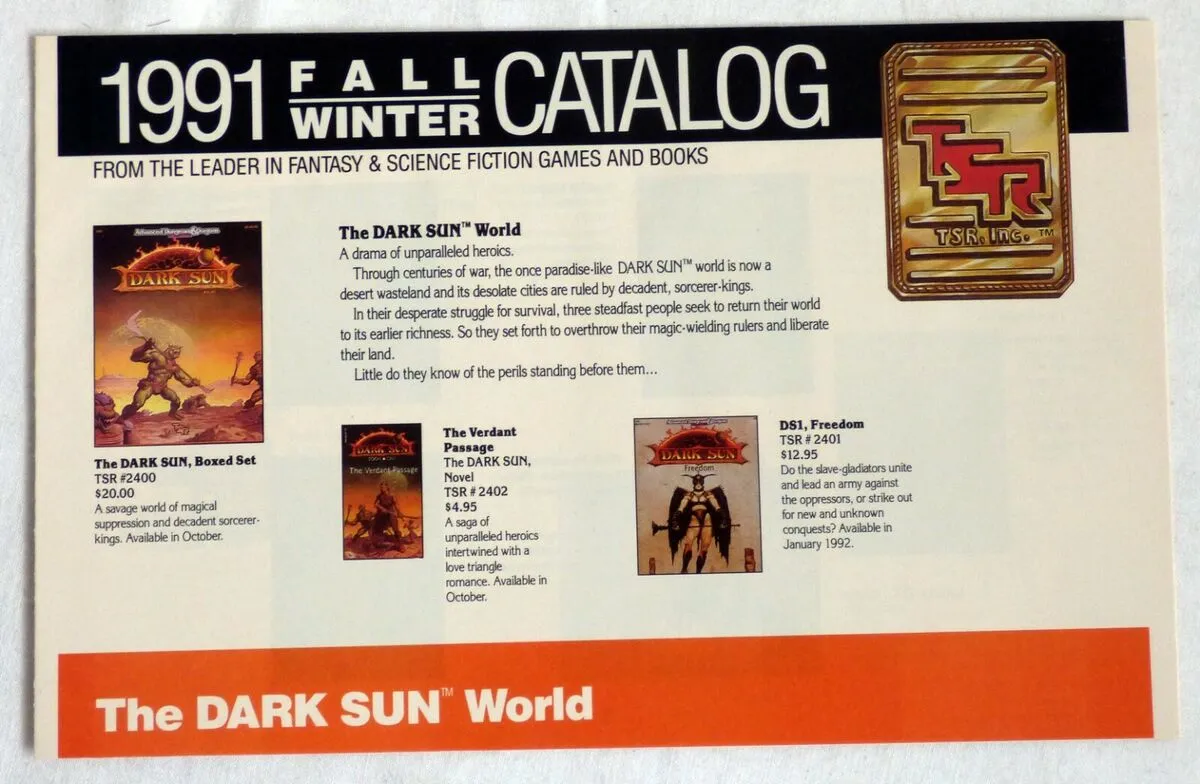 1991 FALL WINTER CATALOG
FROM THE LEADER IN FANTASY & SCIENCE FICTION GAMES AND BOOKS
TSR
TSR, Inc.™
Advanced Dungeons & Dragons
DARK SUN
The DARK SUN™ World
A drama of unparalleled heroics.
Through centuries of war, the once paradise-like DARK SUN™ world is now a
desert wasteland and its desolate cities are ruled by decadent, sorcerer-kings.
In their desperate struggle for survival, three steadfast people seek to return their world
to its earlier richness. So they set forth to overthrow their magic-wielding rulers and liberate
their land.
Little do they know of the perils standing before them...
The DARK SUN, Boxed Set
TSR #2400
$20.00
A savage world of magical
suppression and decadent sorcerer-
kings. Available in October.
DARK SUN
The Verdant Passage
The Verdant
Passage
The DARK SUN,
Novel
TSR # 2402
$4.95
A saga of
unparalleled heroics
intertwined with a
love triangle
romance. Available in
October.
Advanced Dungeons & Dragons
DARK SUN
Freedom
DS1, Freedom
TSR # 2401
$12.95
Do the slave-gladiators unite
and lead an army against
the oppressors, or strike out
for new and unknown
conquests? Available in
January 1992.
The DARK SUN™ World